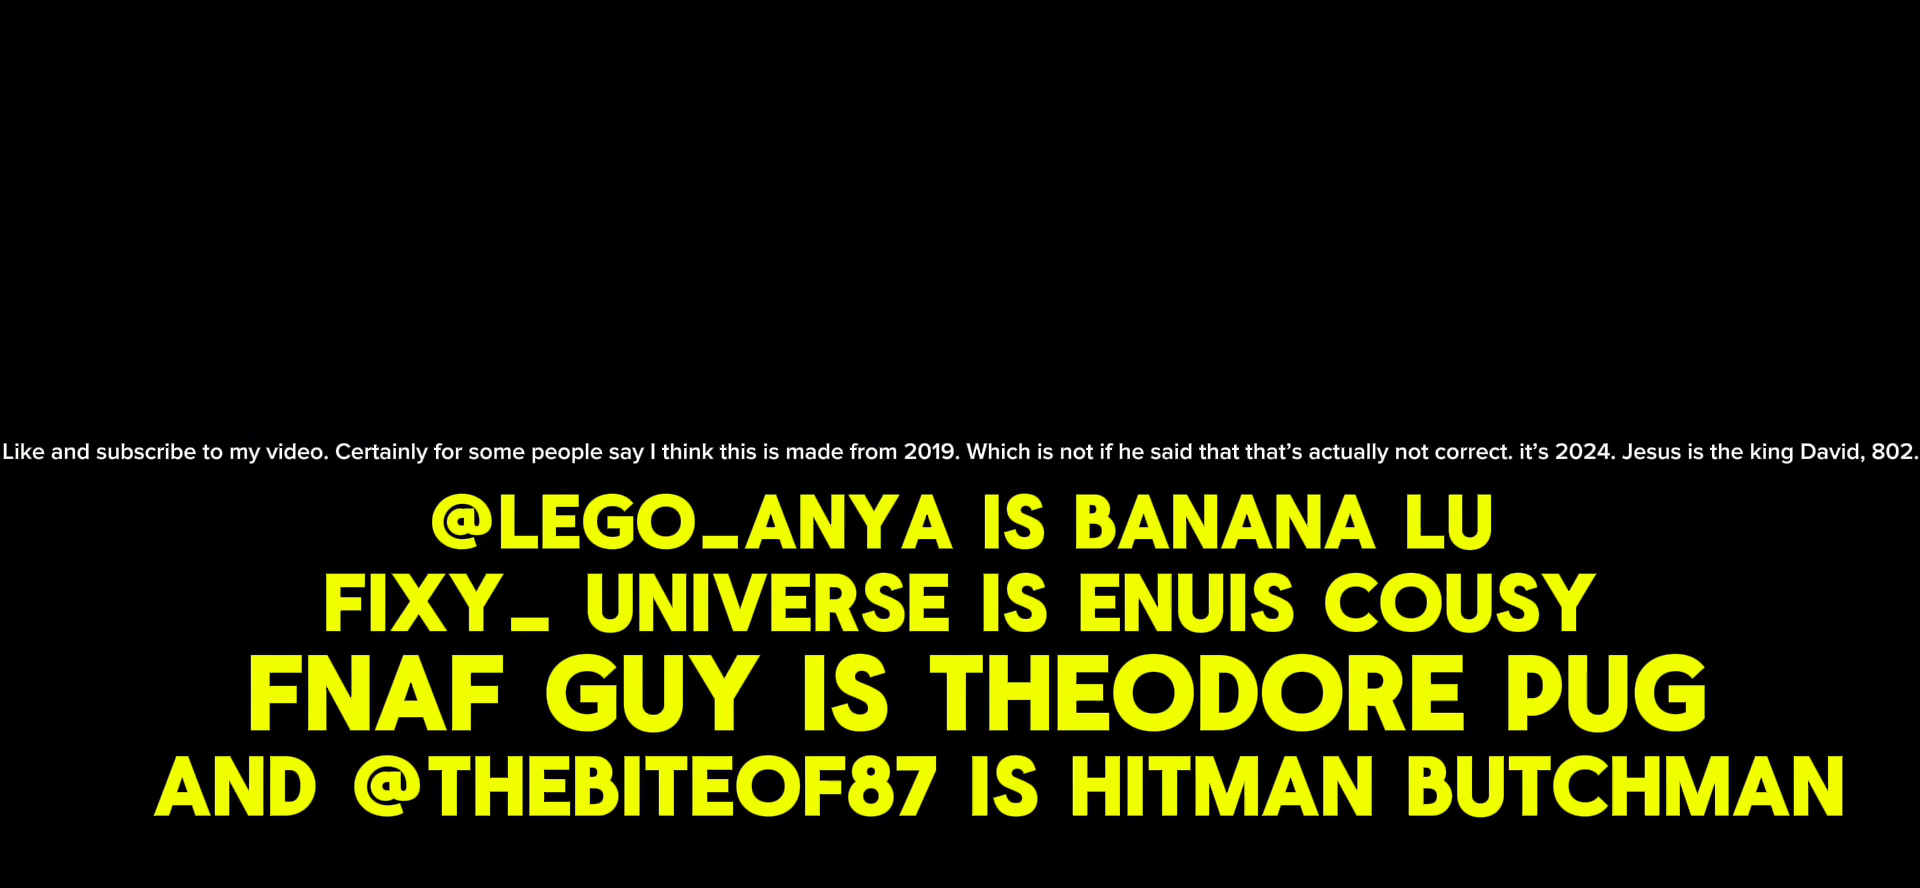 Like and subscribe to my video. Certainly for some people say I think this is made from 2019. Which is not if he said that that’s actually not correct. it’s 2024. Jesus is the king David, 802.
@LEGO_ANYA IS BANANA LU
FIXY_ UNIVERSE IS ENUIS COUSY
FNAF GUY IS THEODORE PUG
AND @THEBITEOF87 IS HITMAN BUTCHMAN